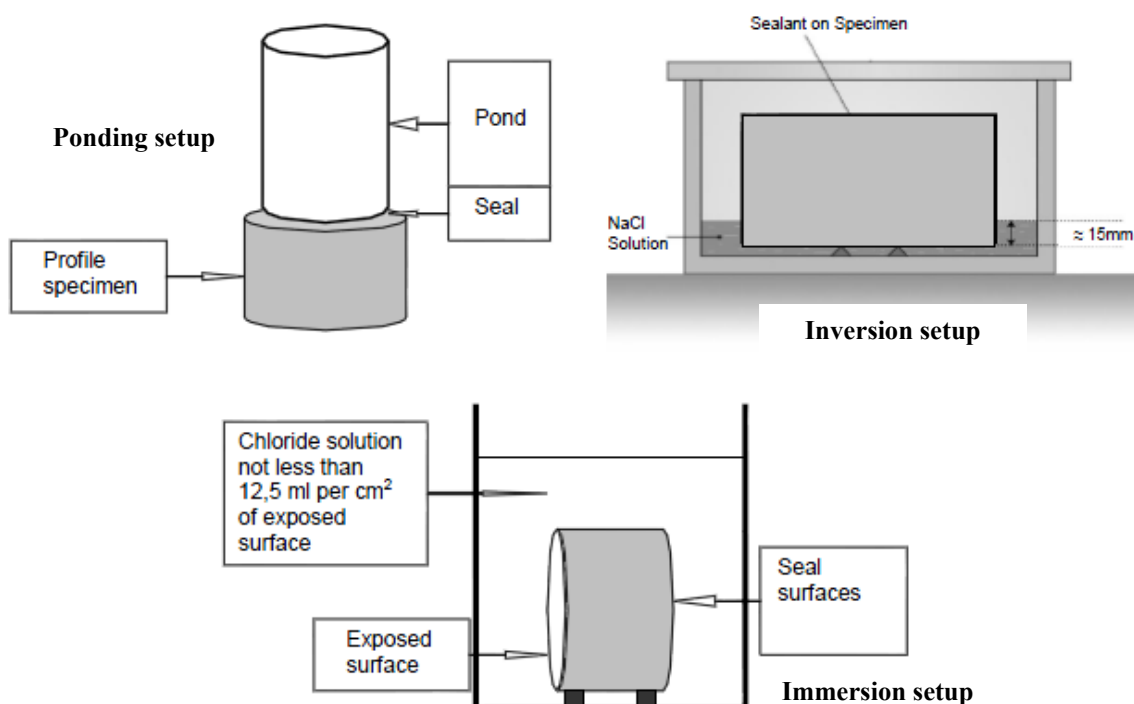 Ponding setup
Pond
Seal
Profile
specimen
Sealant on Specimen
NaCl
Solution
≈ 15mm
Inversion setup
Chloride solution
not less than
12,5 ml per cm²
of exposed
surface
Exposed
surface
Seal
surfaces
Immersion setup